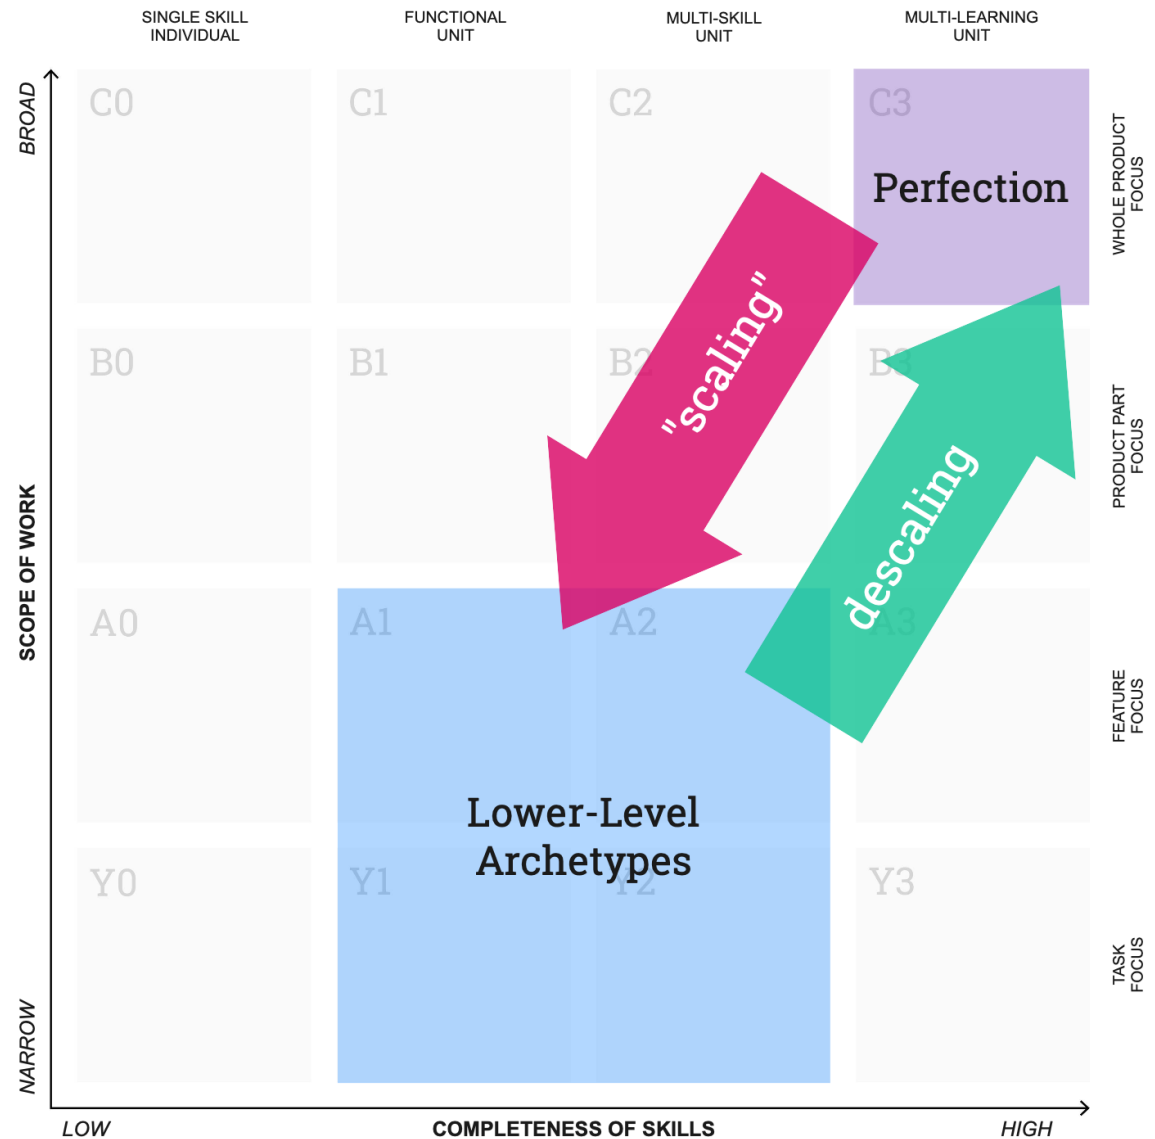 SINGLE SKILL
INDIVIDUAL
FUNCTIONAL
UNIT
MULTI-SKILL
UNIT
MULTI-LEARNING
UNIT
BROAD
C0
C1
C2
C3
Perfection
WHOLE PRODUCT
FOCUS
"scaling"
B0
B1
B2
B3
PRODUCT PART
FOCUS
descaling
SCOPE OF WORK
A0
A1
A2
A3
FEATURE
FOCUS
Lower-Level
Archetypes
Y0
Y1
Y2
Y3
TASK
FOCUS
NARROW
LOW
COMPLETENESS OF SKILLS
HIGH